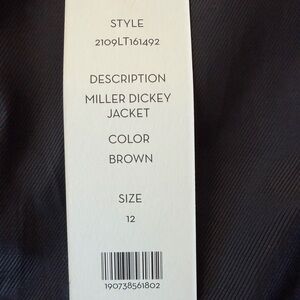 STYLE
2109LT161492
DESCRIPTION
MILLER DICKEY
JACKET
COLOR
BROWN
SIZE
12
190738561802